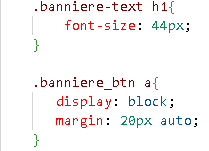 .banniere-text h1{
font-size: 44px;
}
.banniere_btn a{
display: block;
margin: 20px auto;
}